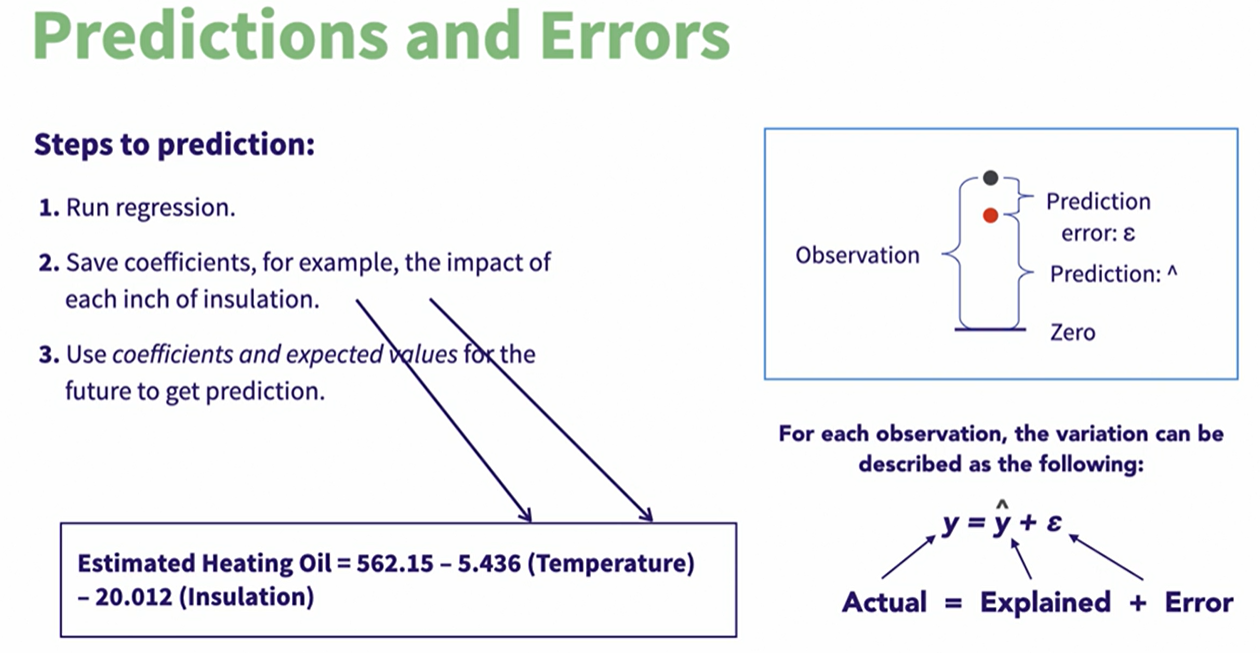 Predictions and Errors
Steps to prediction:
1. Run regression.
2. Save coefficients, for example, the impact of
each inch of insulation.
3. Use coefficients and expected values for the
future to get prediction.
Estimated Heating Oil = 562.15 – 5.436 (Temperature)
– 20.012 (Insulation)
Observation
Prediction
error: ε
Prediction: ^
Zero
For each observation, the variation can be
described as the following:
y = ŷ + ε
Actual = Explained + Error